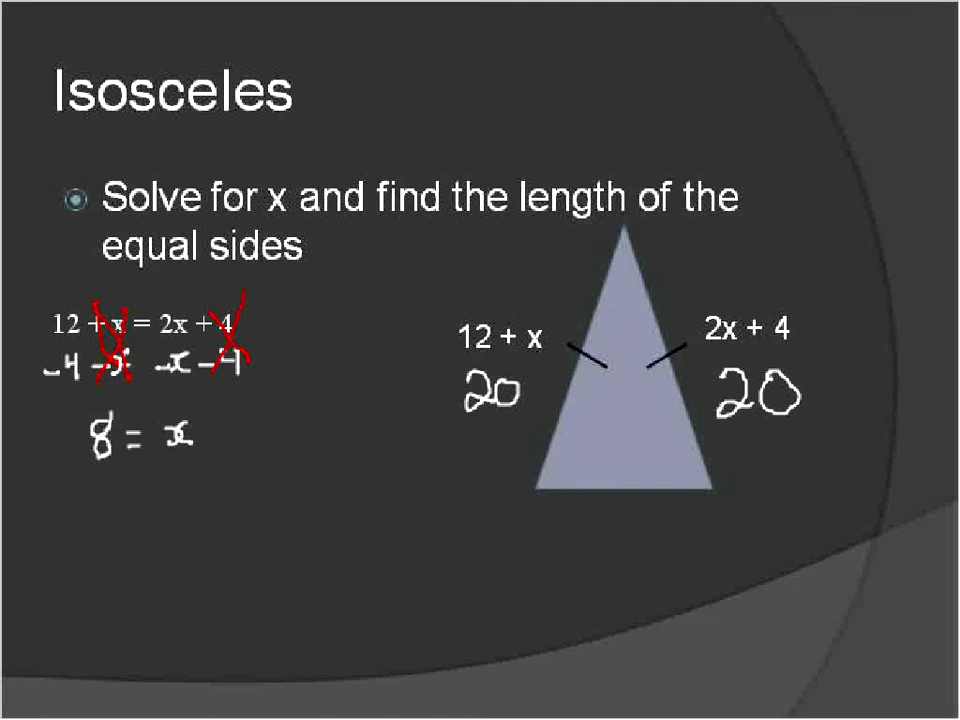 Isosceles
Solve for x and find the length of the
equal sides
12 + x = 2x + 4
-4 -x -x -4
8 = x
12 + x
20
2x + 4
20